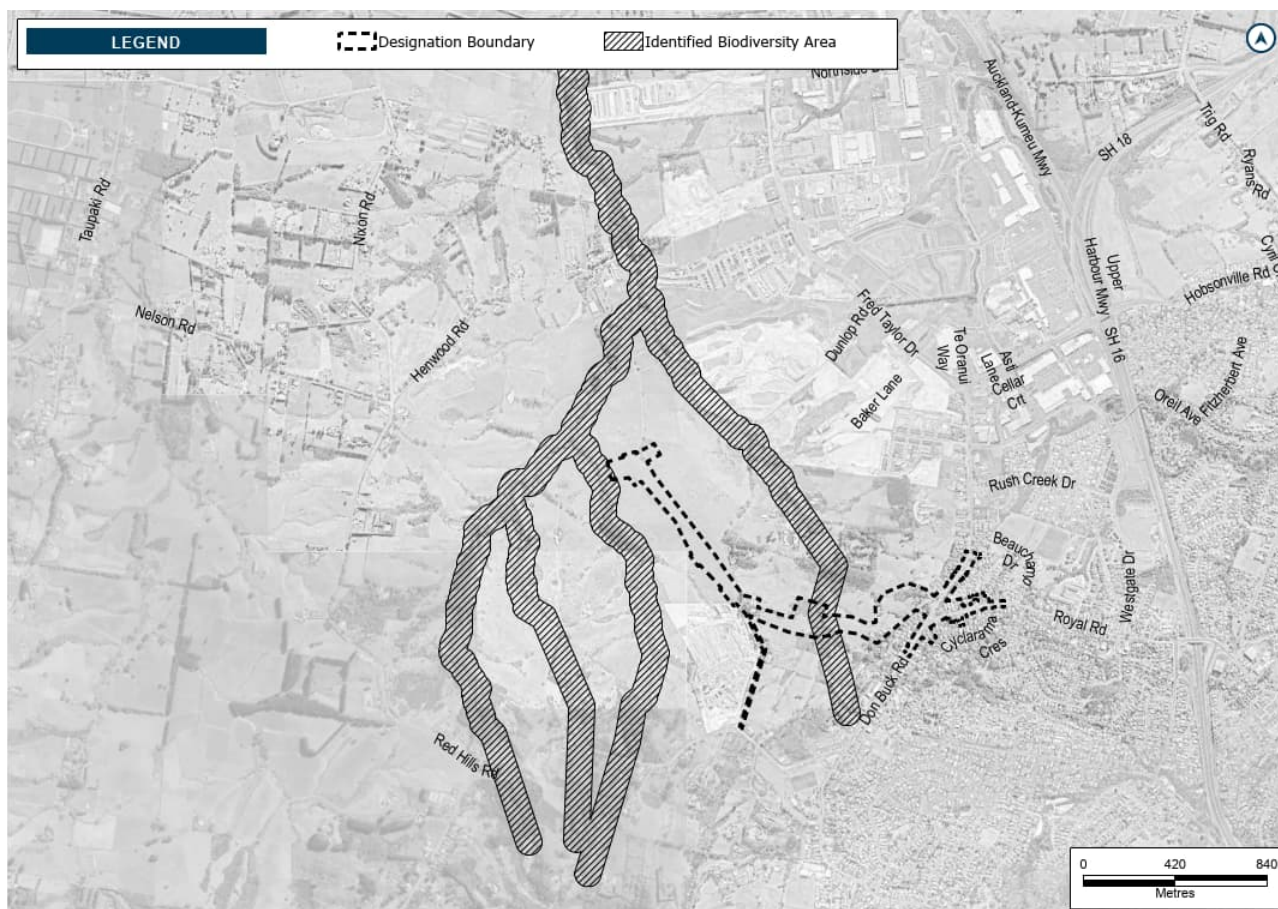 LEGEND
Designation Boundary
Identified Biodiversity Area
Auckland-Kumeu Mwy
SH 18
Trig Rd
Ryans Rd
Taupaki Rd
Nixon Rd
Upper
Harbour Mwy
SH 16
Hobsonville Rd
Nelson Rd
Henwood Rd
Dunlop Rd
Fred Taylor Dr
Te Oranui
Way
Asti
Lane
Cellar
Crt
Baker Lane
Oreil Ave
Fitzherbert Ave
Rush Creek Dr
Beauchamp
Dr
Westgate Dr
Royal Rd
Cyclarama
Cres
Don Buck Rd
Red Hills Rd
0
420
840
Metres